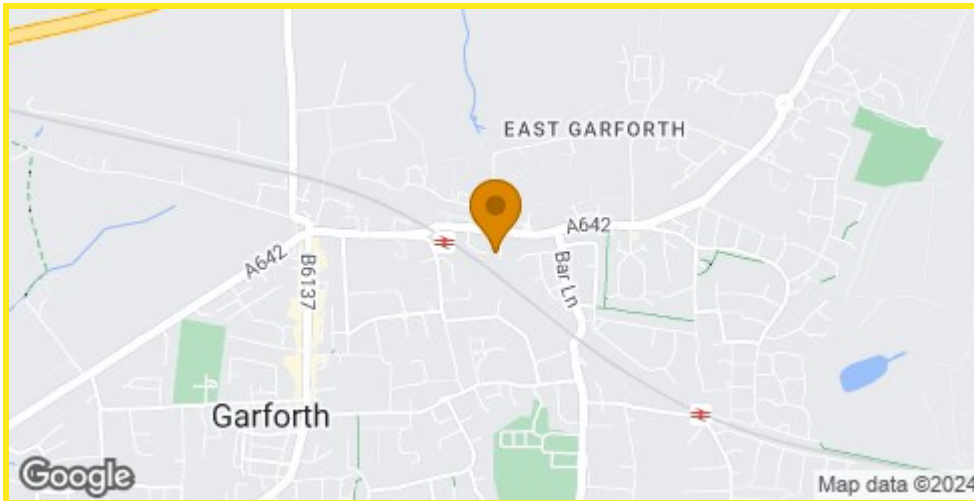 EAST GARFORTH
A642
A642
B6137
Bar Ln
Garforth
Google
Map data ©2024